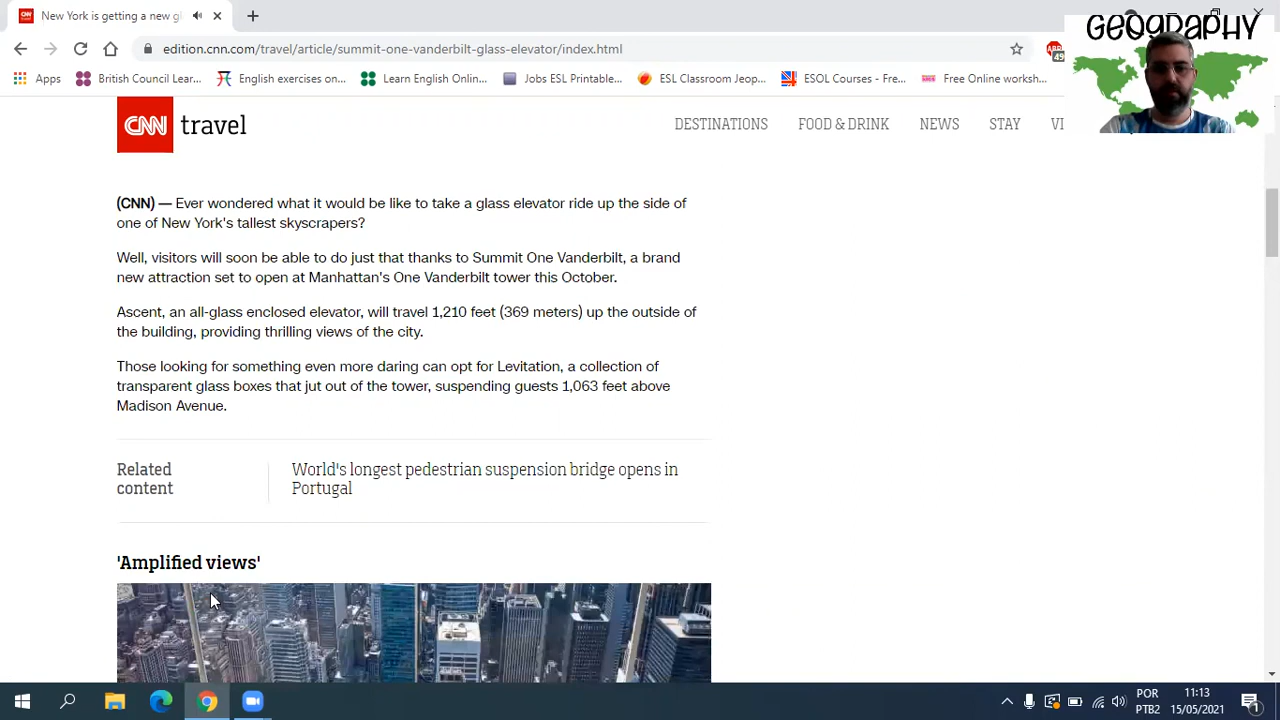 New York is getting a new gl
edition.cnn.com/travel/article/summit-one-vanderbilt-glass-elevator/index.html
Apps British Council Lear... English exercises on... Learn English Online... Jobs ESL Printable... ESL Classroom Jeop... ESOL Courses - Fre... Free Online worksh...
GEOGRAPHY
CNN travel
DESTINATIONS FOOD & DRINK NEWS STAY VI
(CNN) — Ever wondered what it would be like to take a glass elevator ride up the side of
one of New York's tallest skyscrapers?
Well, visitors will soon be able to do just that thanks to Summit One Vanderbilt, a brand
new attraction set to open at Manhattan's One Vanderbilt tower this October.
Ascent, an all-glass enclosed elevator, will travel 1,210 feet (369 meters) up the outside of
the building, providing thrilling views of the city.
Those looking for something even more daring can opt for Levitation, a collection of
transparent glass boxes that jut out of the tower, suspending guests 1,063 feet above
Madison Avenue.
Related
content
World's longest pedestrian suspension bridge opens in
Portugal
'Amplified views'
POR
PTB2
11:13
15/05/2021
1